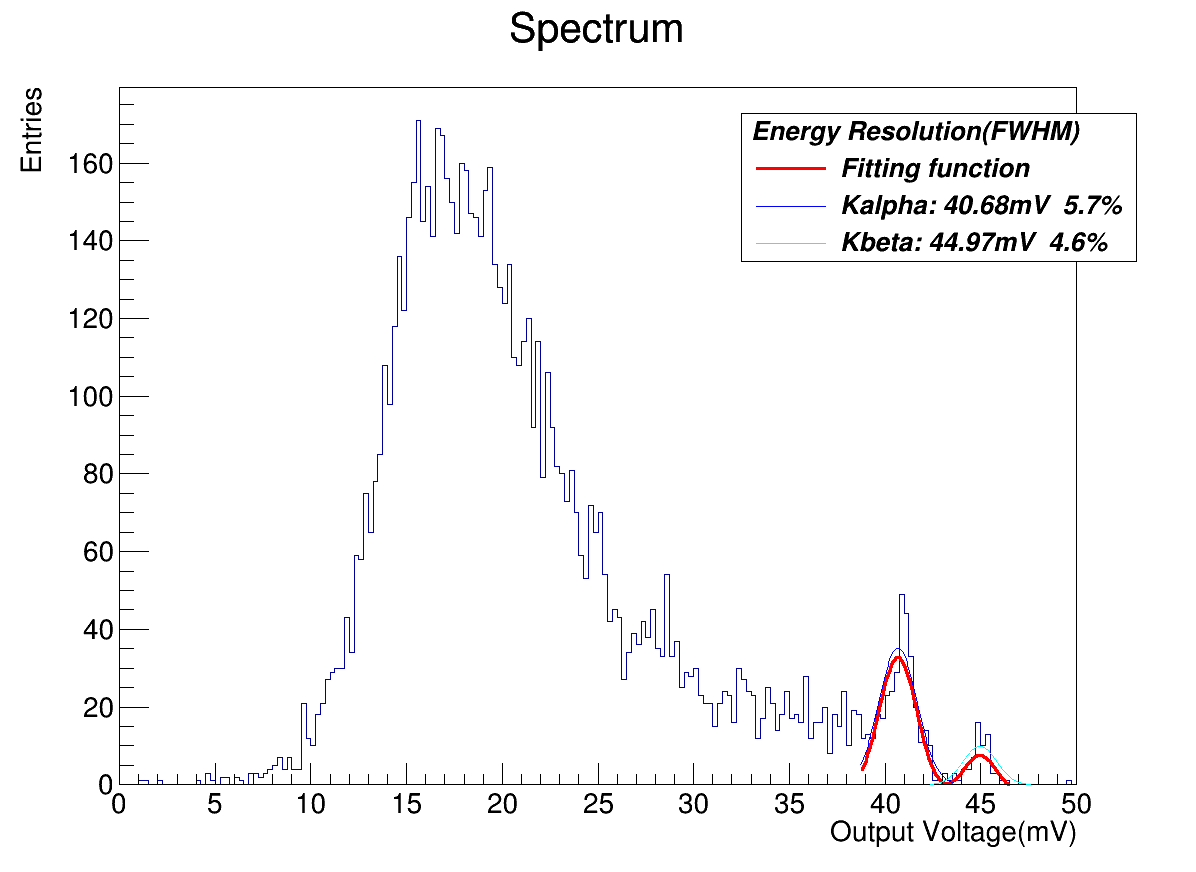 Spectrum
Entries
Energy Resolution(FWHM)
Fitting function
Kalpha: 40.68mV 5.7%
Kbeta: 44.97mV 4.6%
160
140
120
100
80
60
40
20
0
0 5 10 15 20 25 30 35 40 45 50
Output Voltage(mV)